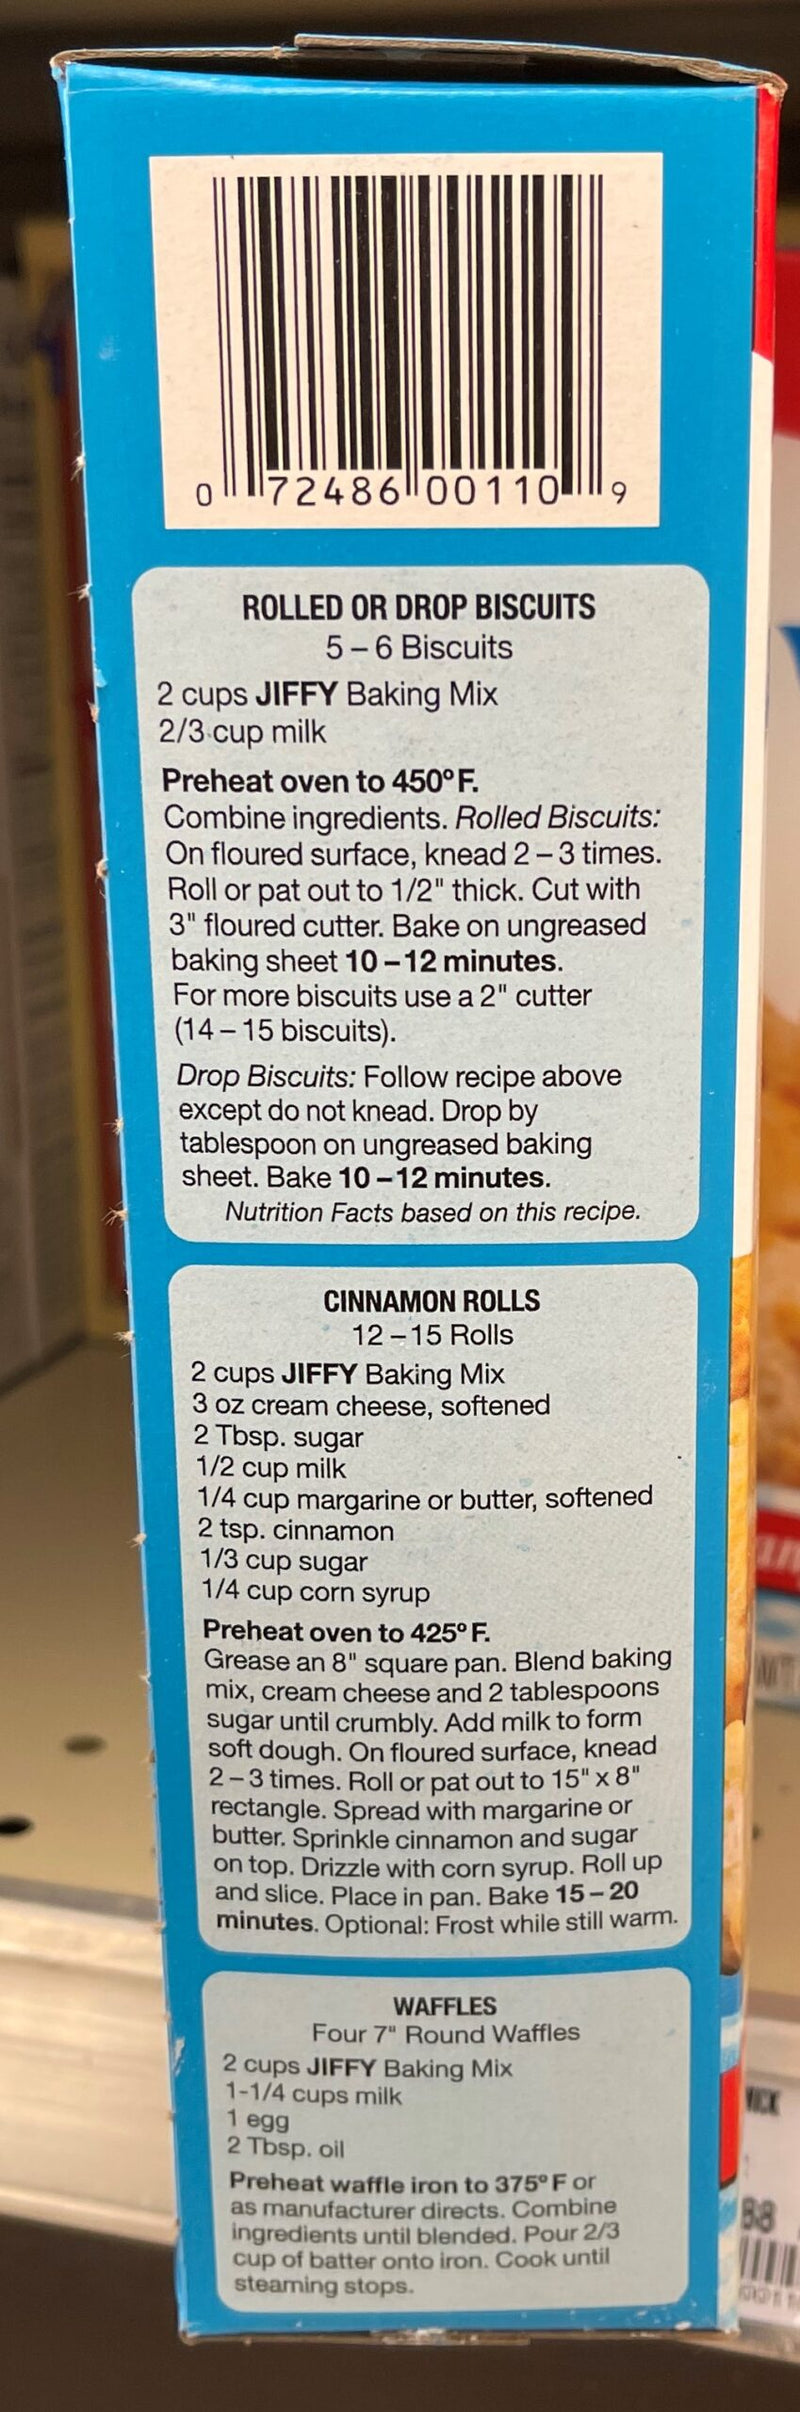 0 72486 00110 9
ROLLED OR DROP BISCUITS
5 – 6 Biscuits
2 cups JIFFY Baking Mix
2/3 cup milk
Preheat oven to 450° F.
Combine ingredients. Rolled Biscuits:
On floured surface, knead 2 – 3 times.
Roll or pat out to 1/2" thick. Cut with
3" floured cutter. Bake on ungreased
baking sheet 10 – 12 minutes.
For more biscuits use a 2" cutter
(14 – 15 biscuits).
Drop Biscuits: Follow recipe above
except do not knead. Drop by
tablespoon on ungreased baking
sheet. Bake 10 – 12 minutes.
Nutrition Facts based on this recipe.
CINNAMON ROLLS
12 – 15 Rolls
2 cups JIFFY Baking Mix
3 oz cream cheese, softened
2 Tbsp. sugar
1/2 cup milk
1/4 cup margarine or butter, softened
2 tsp. cinnamon
1/3 cup sugar
1/4 cup corn syrup
Preheat oven to 425° F.
Grease an 8" square pan. Blend baking
mix, cream cheese and 2 tablespoons
sugar until crumbly. Add milk to form
soft dough. On floured surface, knead
2 – 3 times. Roll or pat out to 15" x 8"
rectangle. Spread with margarine or
butter. Sprinkle cinnamon and sugar
on top. Drizzle with corn syrup. Roll up
and slice. Place in pan. Bake 15 – 20
minutes. Optional: Frost while still warm.
WAFFLES
Four 7" Round Waffles
2 cups JIFFY Baking Mix
1-1/4 cups milk
1 egg
2 Tbsp. oil
Preheat waffle iron to 375° F or
as manufacturer directs. Combine
ingredients until blended. Pour 2/3
cup of batter onto iron. Cook until
steaming stops.